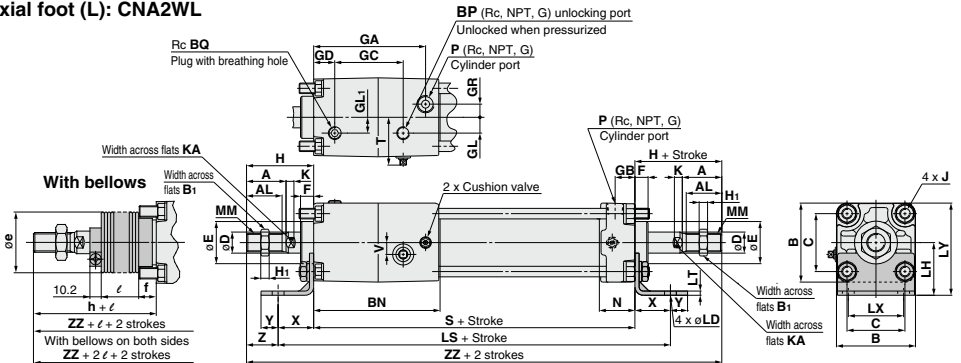 xial foot (L): CNA2WL
BP (Rc, NPT, G) unlocking port
Unlocked when pressurized
P (Rc, NPT, G)
Cylinder port
GA
GD
GC
Rc BQ
Plug with breathing hole
GR
GL1
T
GL
P (Rc, NPT, G)
Cylinder port
Width across flats KA
H
A
K
AL
F
With bellows
Width across
flats B1
2 x Cushion valve
H + Stroke
GB
F
K
A
AL
H1
4 x J
MM
MM
øe
øE
øD
V
øD
øE
B
C
LY
LH
H1
10.2
ℓ
f
h + ℓ
BN
N
X
Y
LT
Width across
flats B1
LX
C
B
Y
X
S + Stroke
4 x øLD
Width across
flats KA
Z
LS + Stroke
ZZ + 2 strokes
ZZ + ℓ + 2 strokes
With bellows on both sides
ZZ + 2 ℓ + 2 strokes